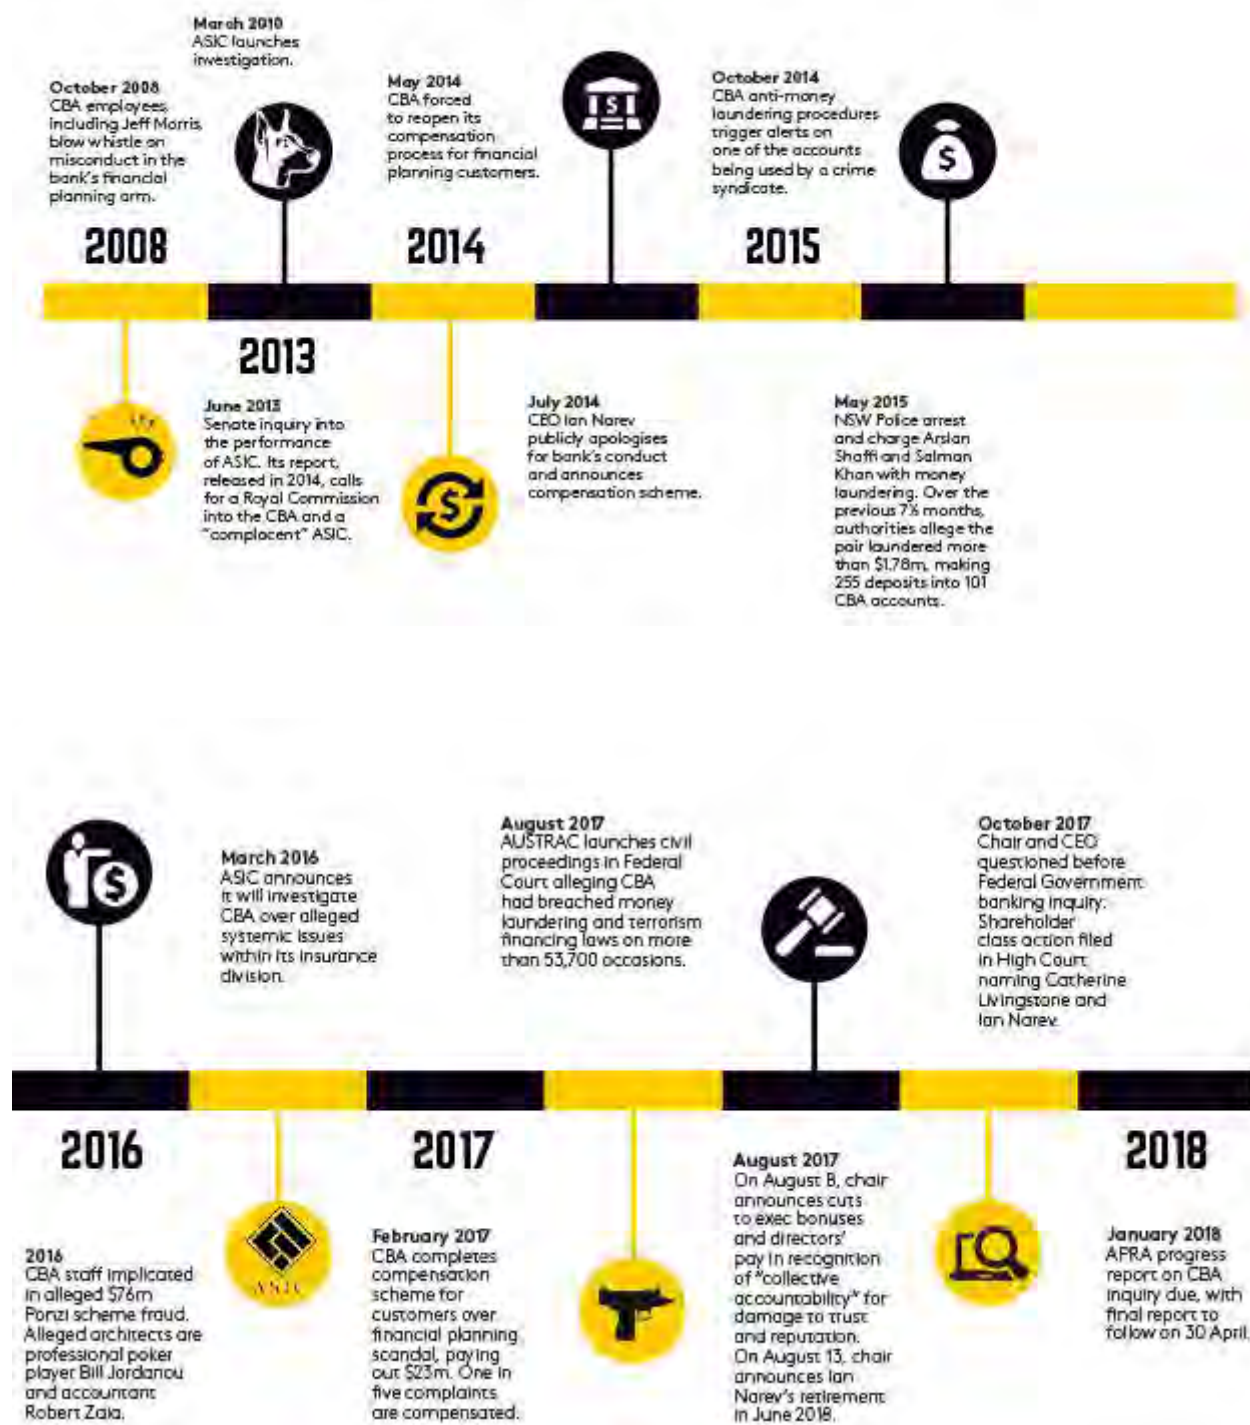 March 2010
ASIC launches
investigation.
October 2008
CBA employees,
including Jeff Morris,
blow whistle on
misconduct in the
bank's financial
planning arm.
May 2014
CBA forced
to reopen its
compensation
process for financial
planning customers.
October 2014
CBA anti-money
laundering procedures
trigger alerts on
one of the accounts
being used by a crime
syndicate.
2008
2014
2015
2013
June 2013
Senate inquiry into
the performance
of ASIC. Its report,
released in 2014, calls
for a Royal Commission
into the CBA and a
"complacent" ASIC.
July 2014
CEO Ian Narev
publicly apologises
for bank's conduct
and announces
compensation scheme.
May 2015
NSW Police arrest
and charge Arslan
Shaffi and Salman
Khan with money
laundering. Over the
previous 7½ months,
authorities allege the
pair laundered more
than $1.78m, making
255 deposits into 101
CBA accounts.
March 2016
ASIC announces
it will investigate
CBA over alleged
systemic issues
within its insurance
division.
August 2017
AUSTRAC launches civil
proceedings in Federal
Court alleging CBA
had breached money
laundering and terrorism
financing laws on more
than 53,700 occasions.
October 2017
Chair and CEO
questioned before
Federal Government
banking inquiry.
Shareholder
class action filed
in High Court
naming Catherine
Livingstone and
Ian Narev.
2016
2017
2018
2016
CBA staff implicated
in alleged $76m
Ponzi scheme fraud.
Alleged architects are
professional poker
player Bill Jordanou
and accountant
Robert Zaia.
ASIC
February 2017
CBA completes
compensation
scheme for
customers over
financial planning
scandal, paying
out $23m. One in
five complaints
are compensated.
August 2017
On August 8, chair
announces cuts
to exec bonuses
and directors'
pay in recognition
of "collective
accountability" for
damage to trust
and reputation.
On August 13, chair
announces Ian
Narev's retirement
in June 2018.
January 2018
APRA progress
report on CBA
inquiry due, with
final report to
follow on 30 April.